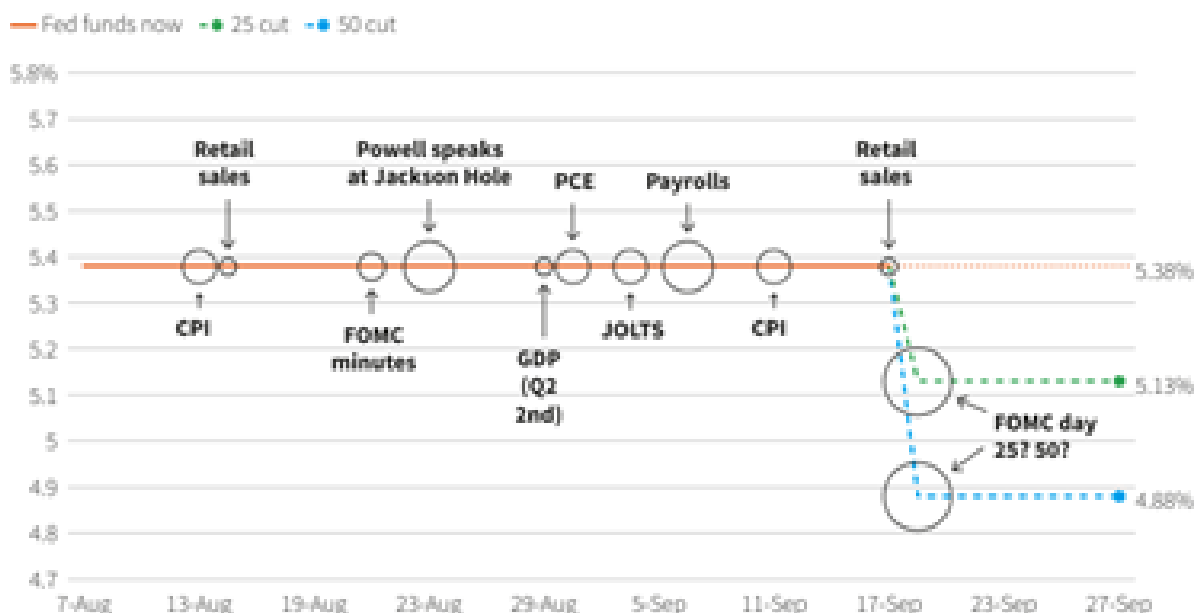 Fed funds now 25 cut 50 cut
5.8%
5.7
5.6
5.5
5.4
5.3
5.2
5.1
5
4.9
4.8
4.7
Retail
sales
Powell speaks
at Jackson Hole
PCE
Payrolls
Retail
sales
CPI
FOMC
minutes
GDP
(Q2
2nd)
JOLTS
CPI
5.38%
5.13%
FOMC day
25? 50?
4.88%
7-Aug 13-Aug 19-Aug 23-Aug 29-Aug 5-Sep 11-Sep 17-Sep 23-Sep 27-Sep